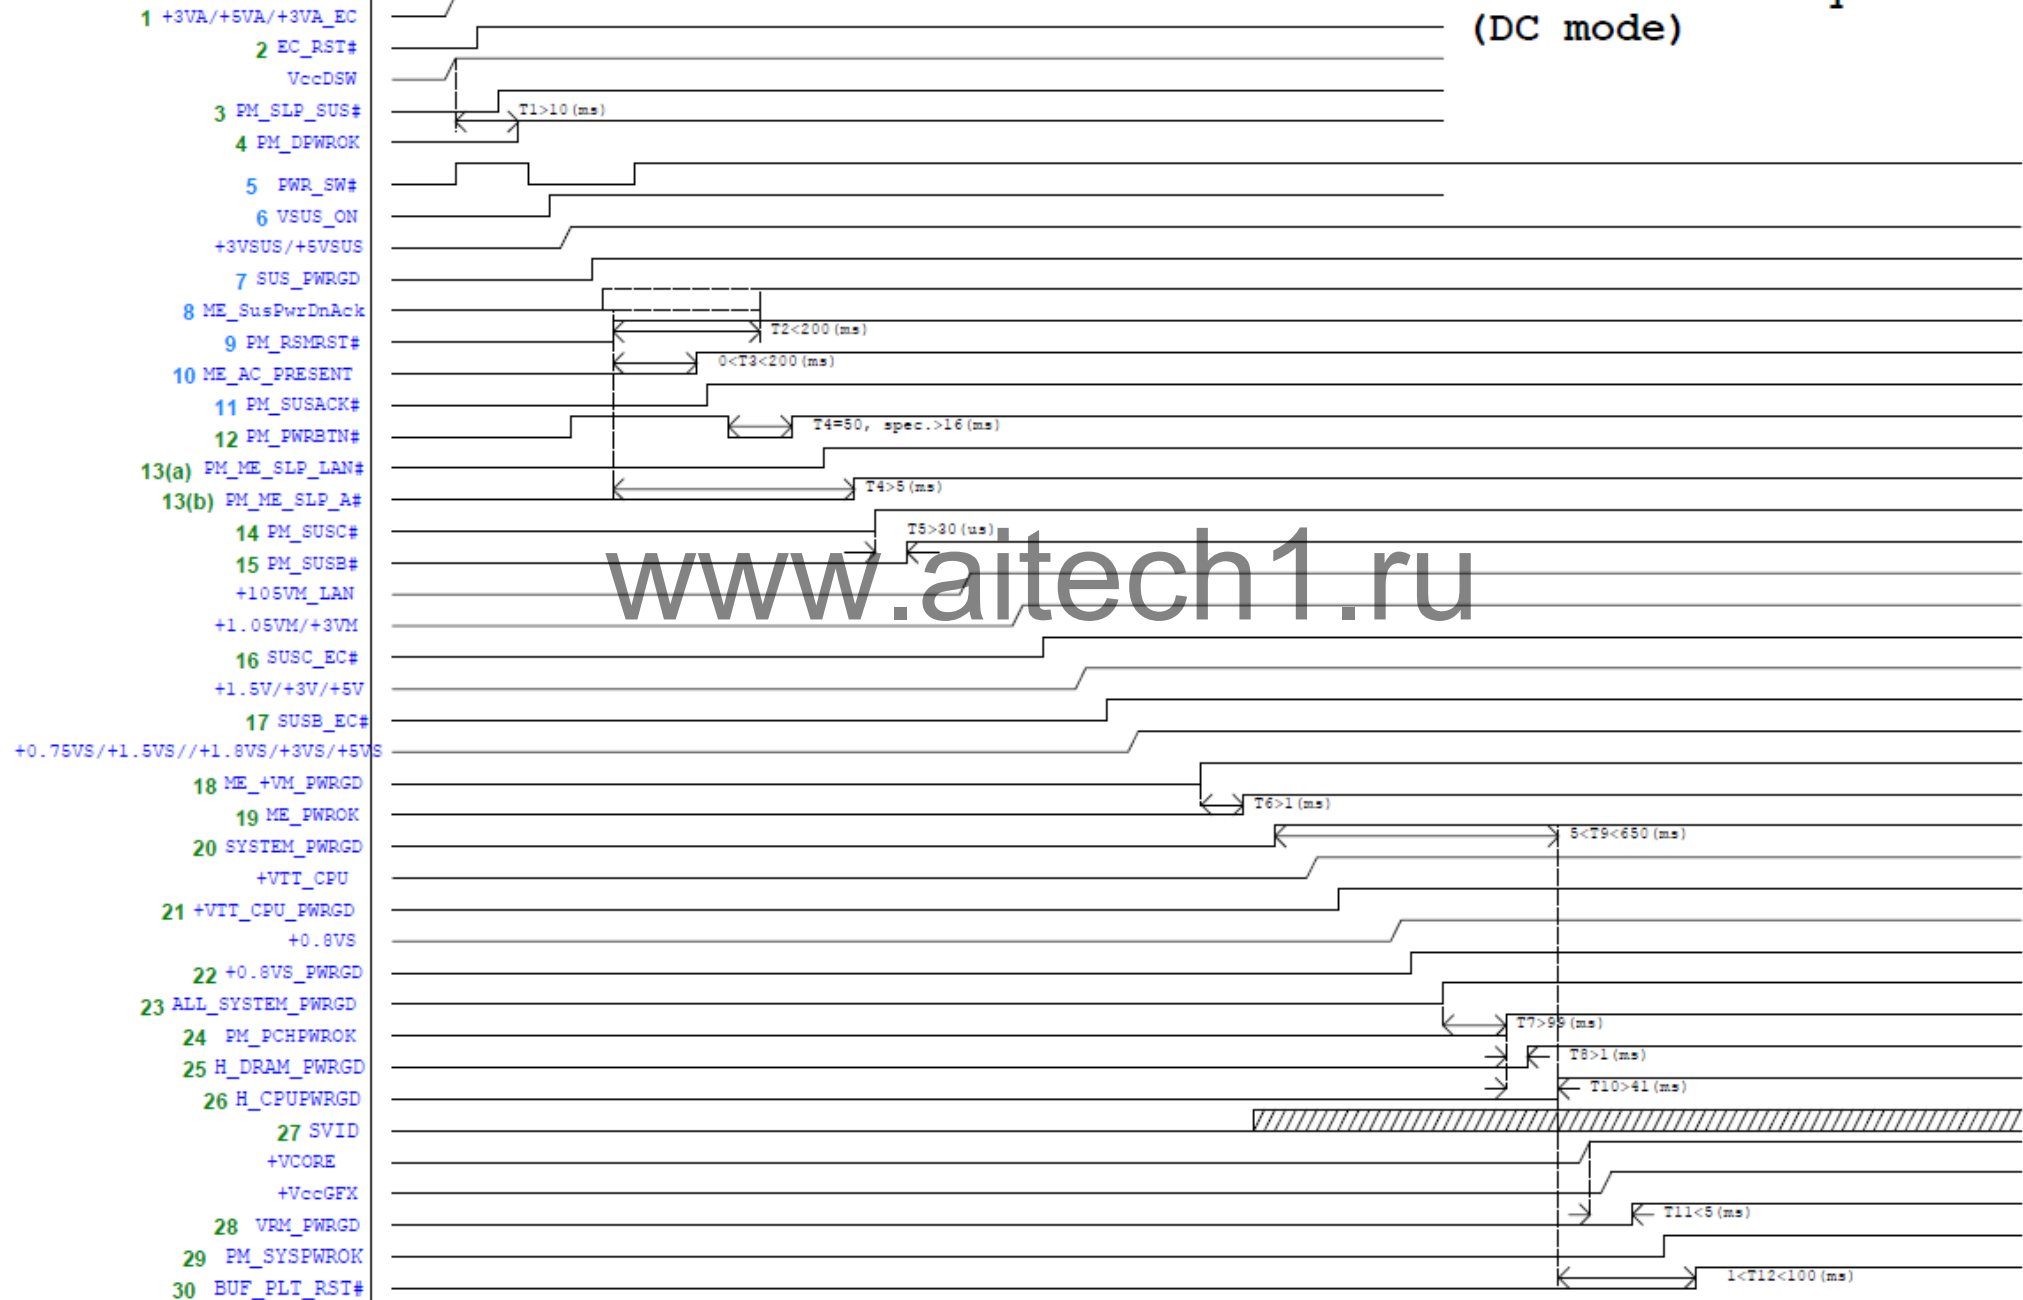 1 +3VA/+5VA/+3VA_EC
(DC mode)
2 EC_RST#
VccDSW
3 PM_SLP_SUS#
T1>10(ms)
4 PM_DPWROK
5 PWR_SW#
6 VSUS_ON
+3VSUS/+5VSUS
7 SUS_PWRGD
8 ME_SusPwrDnAck
T2<200(ms)
9 PM_RSMRST#
0<T3<200(ms)
10 ME_AC_PRESENT
11 PM_SUSACK#
T4=50, spec.>16(ms)
12 PM_PWRBTN#
13(a) PM_ME_SLP_LAN#
T4>5(ms)
13(b) PM_ME_SLP_A#
14 PM_SUSC#
T5>30(us)
15 PM_SUSB#
www.aitech1.ru
+105VM_LAN
+1.05VM/+3VM
16 SUSC_EC#
+1.5V/+3V/+5V
17 SUSB_EC#
+0.75VS/+1.5VS//+1.8VS/+3VS/+5VS
18 ME_+VM_PWRGD
T6>1(ms)
19 ME_PWROK
5<T9<650(ms)
20 SYSTEM_PWRGD
+VTT_CPU
21 +VTT_CPU_PWRGD
+0.8VS
22 +0.8VS_PWRGD
23 ALL_SYSTEM_PWRGD
T7>99(ms)
24 PM_PCHPWROK
T8>1(ms)
25 H_DRAM_PWRGD
T10>41(ms)
26 H_CPUPWRGD
27 SVID
+VCORE
+VccGFX
T11<5(ms)
28 VRM_PWRGD
29 PM_SYSPWROK
1<T12<100(ms)
30 BUF_PLT_RST#